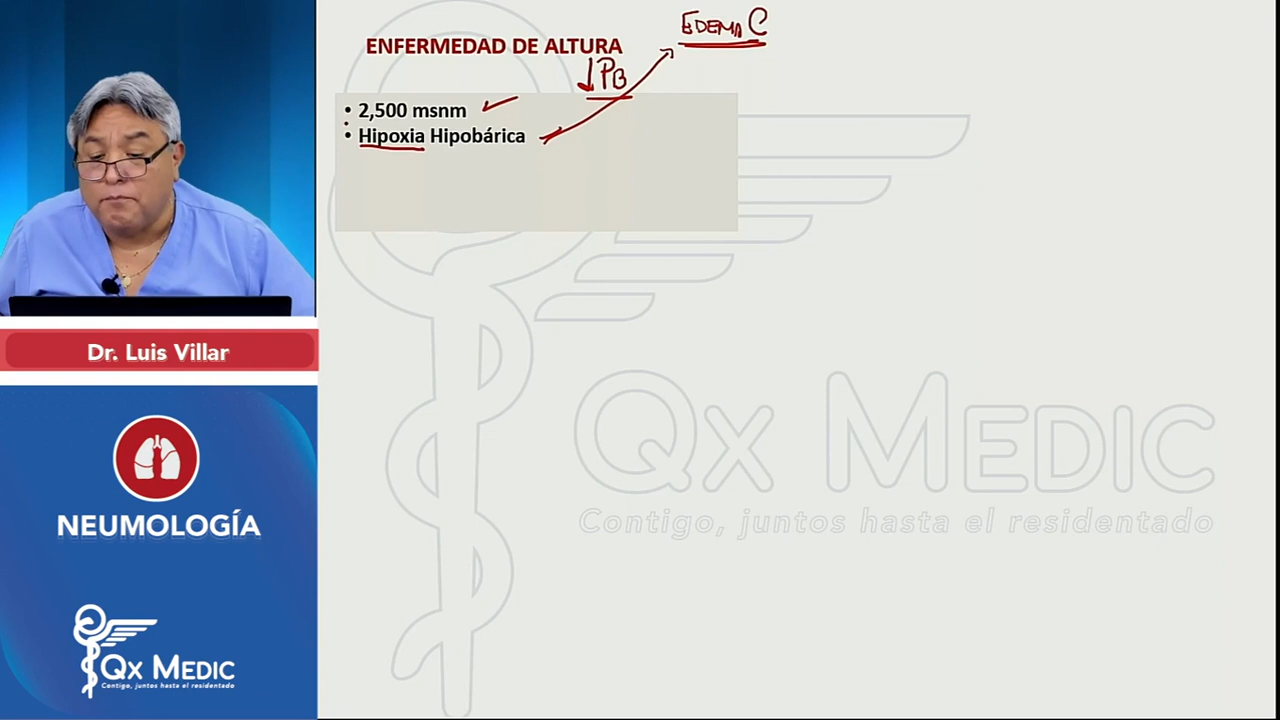 EDEMA C
ENFERMEDAD DE ALTURA
↓PB
• 2,500 msnm ✓
• Hipoxia Hipobárica
Dr. Luis Villar
NEUMOLOGÍA
QX MEDIC
Contigo, juntos hasta el residentado
QX MEDIC
Contigo, juntos hasta el residentado